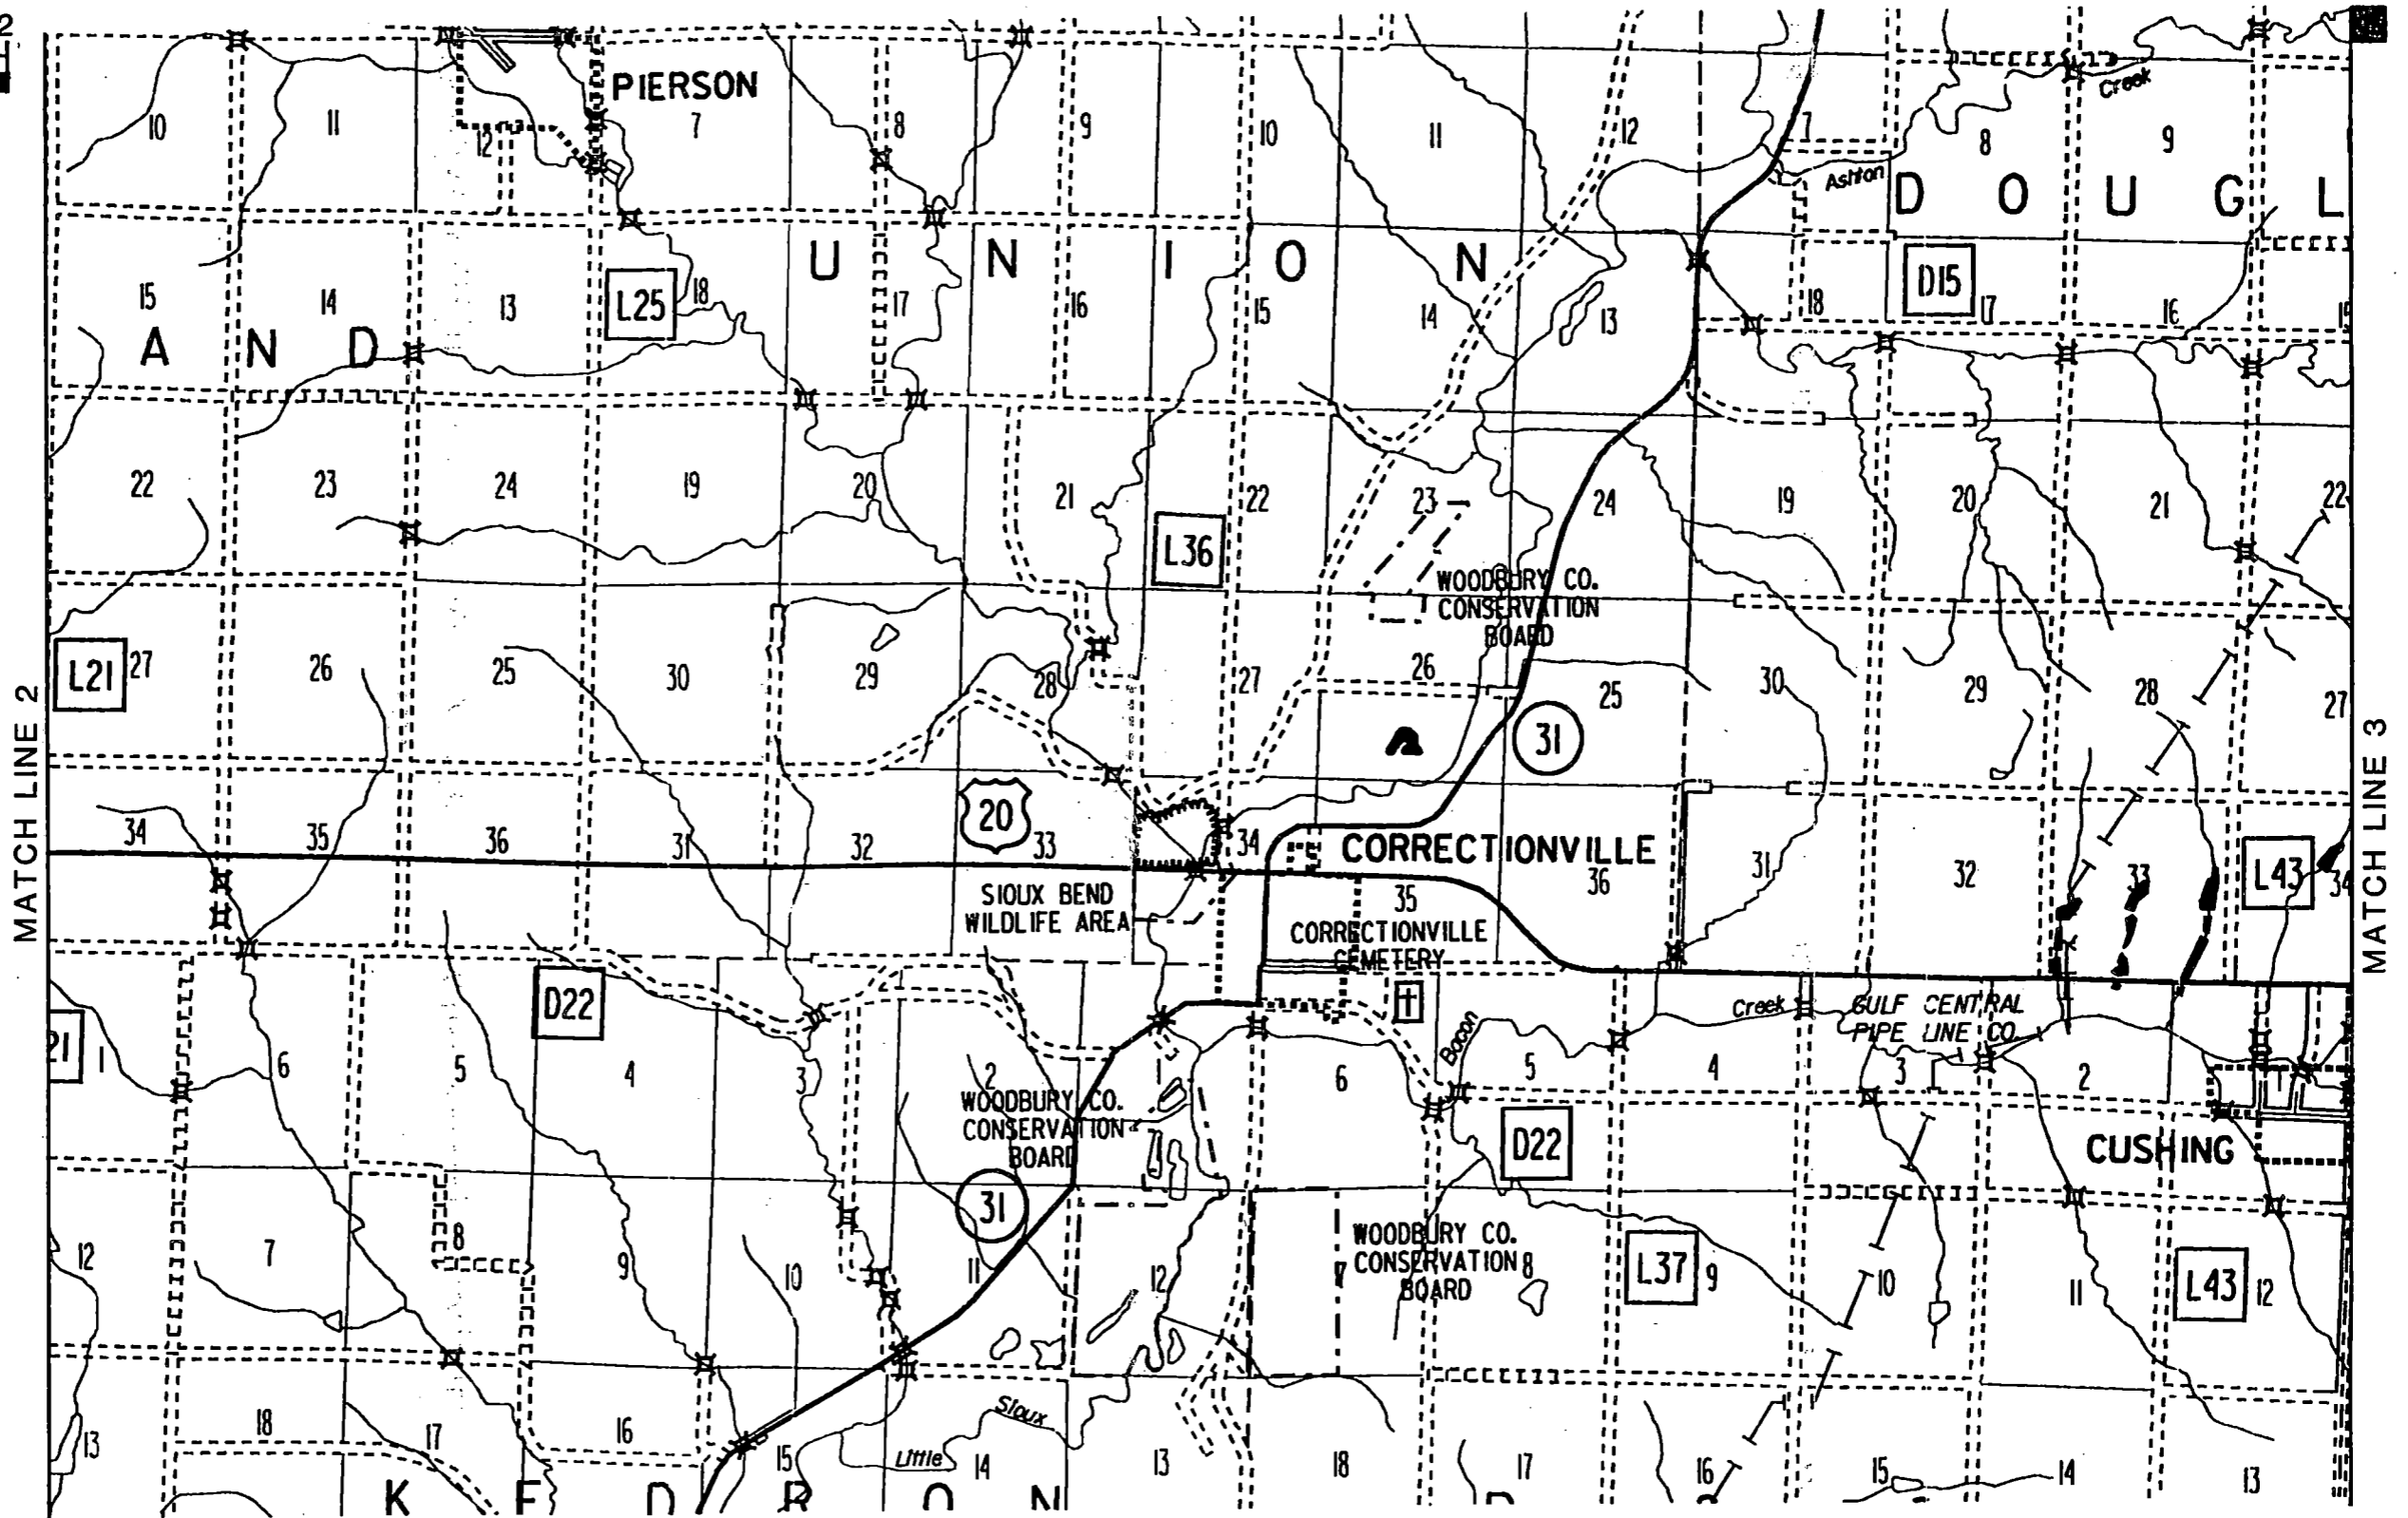 2
PIERSON
Creek
10 11 12 7 8 9 10 11 12 7 8 9
Ashton
D O U G L
U N I O N
L25
D15
15 14 13 18 17 16 15 14 13 18 17 16 15
A N D
22 23 24 19 20 21 22 23 24 19 20 21 22
L36
WOODBURY CO.
CONSERVATION
BOARD
L21
27 26 25 30 29 28 27 26 25 30 29 28 27
MATCH LINE 2
MATCH LINE 3
31
20
34 35 36 31 32 33 34 36 31 32 33 34
CORRECTIONVILLE
L43
SIOUX BEND
WILDLIFE AREA
35
CORRECTIONVILLE
CEMETERY
D22
Creek
GULF CENTRAL
PIPE LINE CO.
Bacon
21
1 6 5 4 3 2 6 5 4 3 2 1
WOODBURY CO.
CONSERVATION
BOARD
D22
CUSHING
31
WOODBURY CO.
CONSERVATION
BOARD
L37
L43
12 7 8 9 10 11 12 7 8 9 10 11 12
Sioux
Little
13 18 17 16 15 14 13 18 17 16 15 14 13
K E D R O N